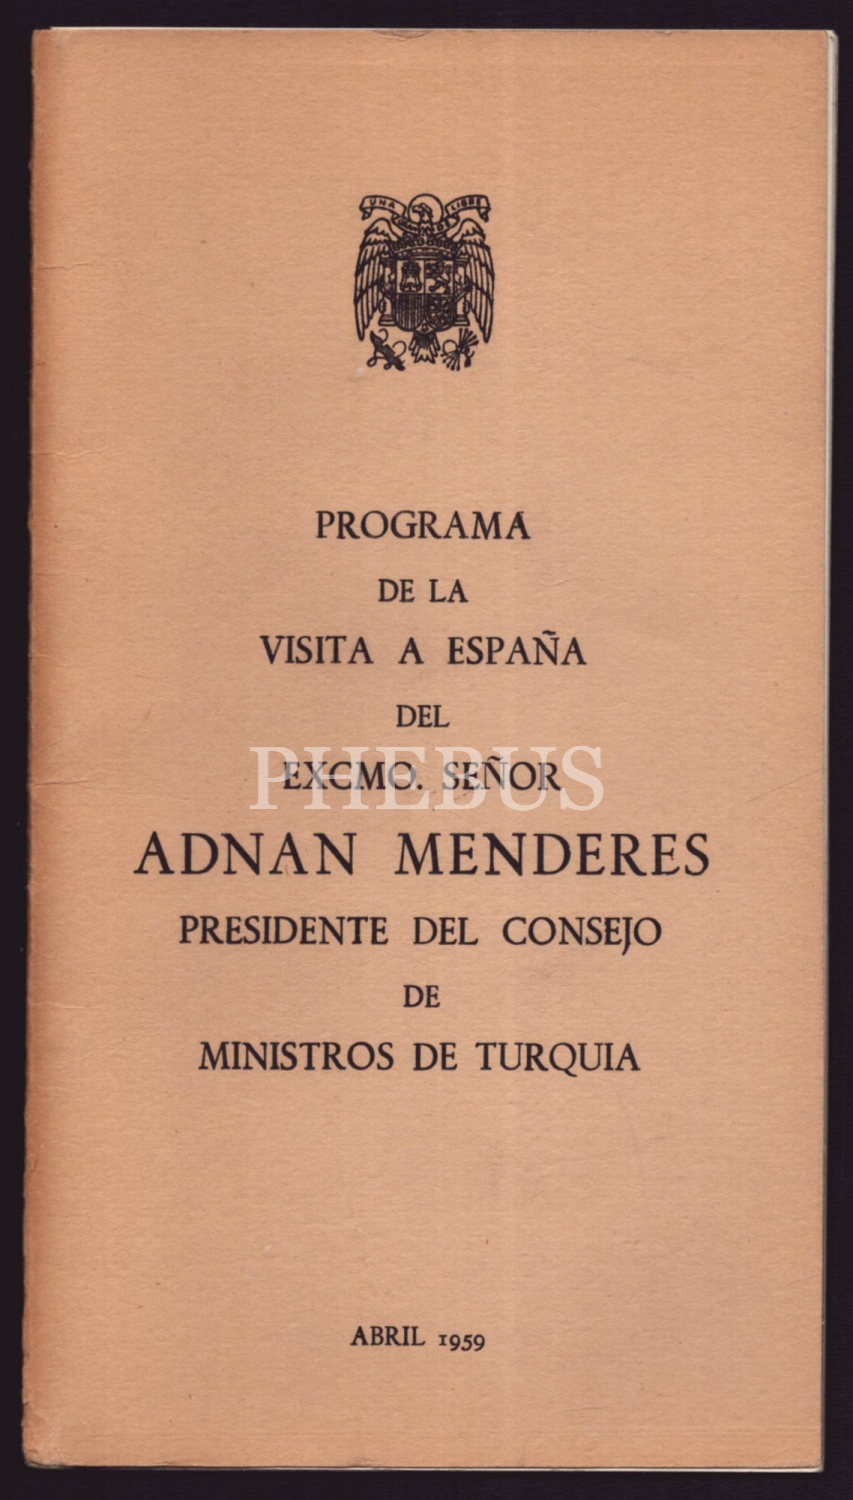 UNA
LIBRE
PROGRAMA
DE LA
VISITA A ESPAÑA
DEL
EXCMO. SEÑOR
PHEBUS
ADNAN MENDERES
PRESIDENTE DEL CONSEJO
DE
MINISTROS DE TURQUIA
ABRIL 1959